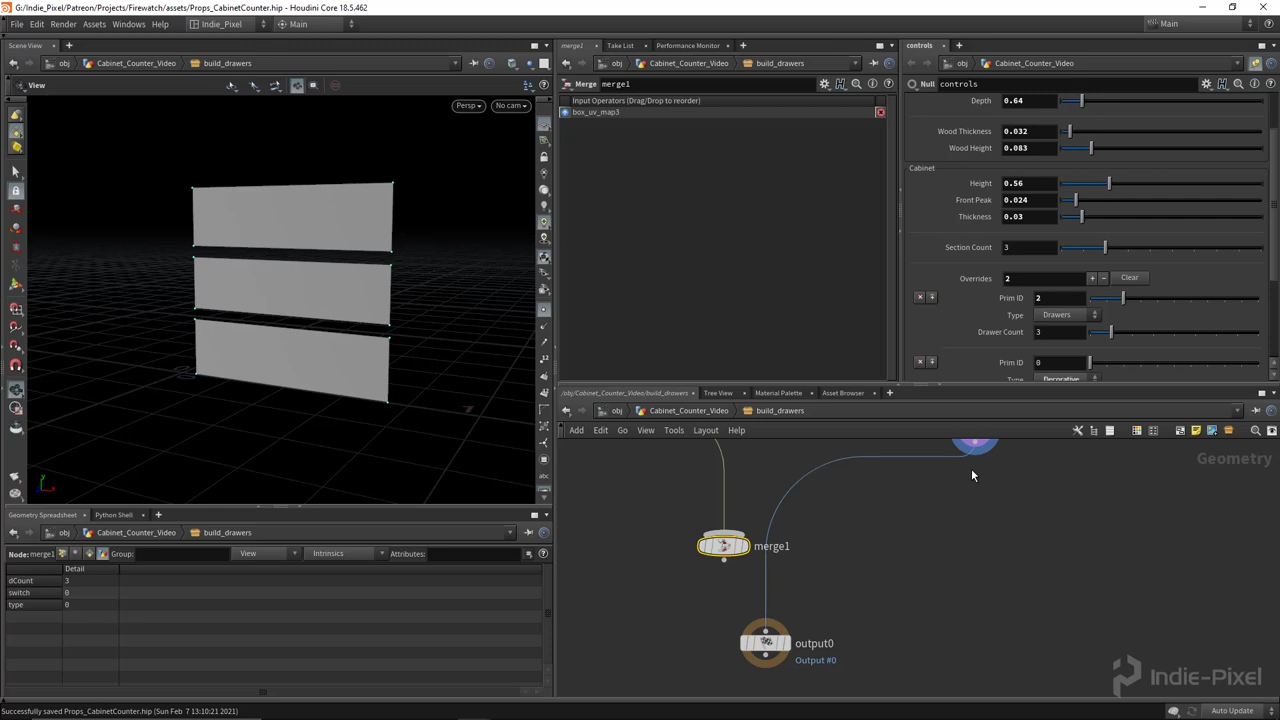 G:/Indie_Pixel/Patreon/Projects/Firewatch/assets/Props_CabinetCounter.hip - Houdini Core 18.5.462
File Edit Render Assets Windows Help Indie_Pixel Main Main
Scene View
obj Cabinet_Counter_Video build_drawers
View
Persp No cam
Geometry Spreadsheet Python Shell
obj Cabinet_Counter_Video build_drawers
Node: merge1 Group: View Intrinsics Attributes:
Detail
dCount 3
switch 0
type 0
merge1 Take List Performance Monitor
obj Cabinet_Counter_Video build_drawers
Merge merge1
Input Operators (Drag/Drop to reorder)
box_uv_map3
controls
obj Cabinet_Counter_Video
Null controls
Depth 0.64
Wood Thickness 0.032
Wood Height 0.083
Cabinet
Height 0.56
Front Peak 0.024
Thickness 0.03
Section Count 3
Overrides 2 + - Clear
Prim ID 2
Type Drawers
Drawer Count 3
Prim ID 0
Type Decorative
/obj/Cabinet_Counter_Video/build_drawers Tree View Material Palette Asset Browser
obj Cabinet_Counter_Video build_drawers
Add Edit Go View Tools Layout Help
Geometry
merge1
output0
Output #0
Indie-Pixel
Successfully saved Props_CabinetCounter.hip (Sun Feb 7 13:10:21 2021)
Auto Update